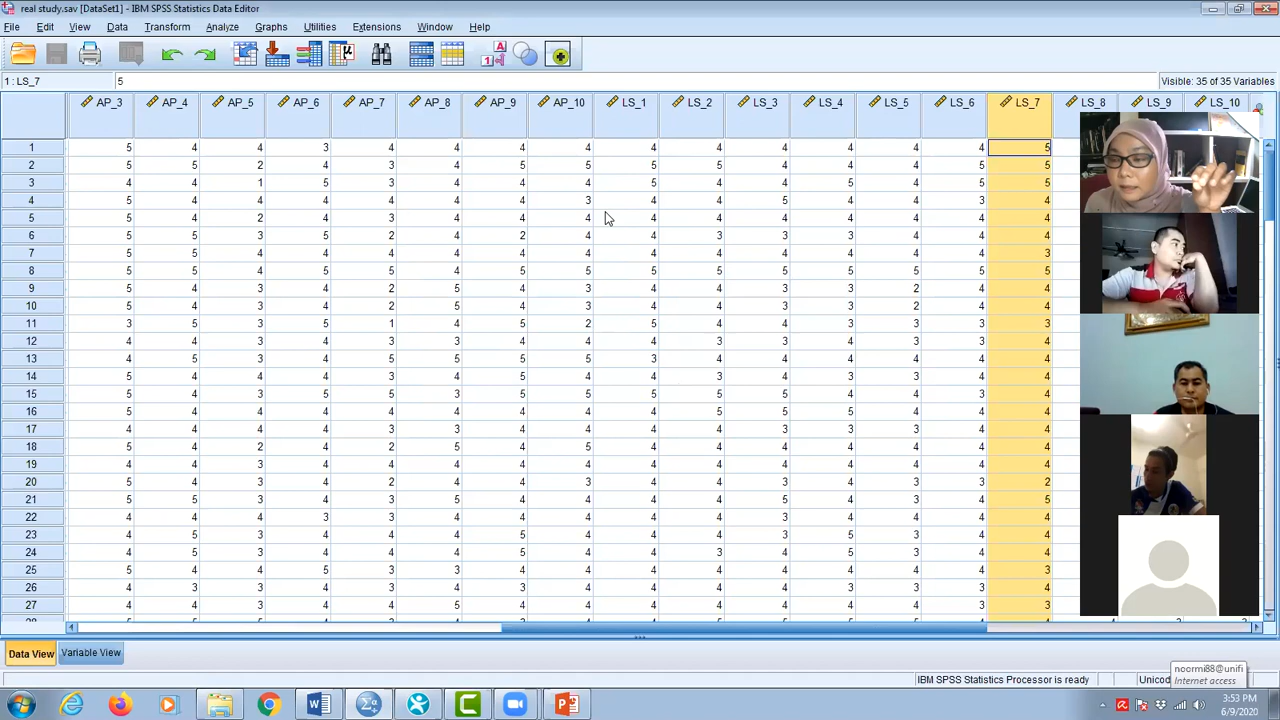 real study.sav [DataSet1] - IBM SPSS Statistics Data Editor
File Edit View Data Transform Analyze Graphs Utilities Extensions Window Help
1 : LS_7 5 Visible: 35 of 35 Variables
AP_3 AP_4 AP_5 AP_6 AP_7 AP_8 AP_9 AP_10 LS_1 LS_2 LS_3 LS_4 LS_5 LS_6 LS_7 LS_8 LS_9 LS_10
1 5 4 4 3 4 4 4 4 4 4 4 4 4 4 5
2 5 5 2 4 3 4 4 5 5 5 4 4 4 5 5
3 4 4 1 5 3 4 4 4 5 4 4 5 4 5 5
4 5 4 4 4 4 4 4 3 4 4 5 4 4 3 4
5 5 4 2 4 3 4 4 4 4 4 4 4 4 4 4
6 5 5 3 5 2 4 2 4 4 3 3 3 4 4 4
7 5 5 4 4 4 4 4 4 4 4 4 4 4 4 3
8 5 5 4 5 5 4 5 5 5 5 5 5 5 5 5
9 5 4 3 4 2 5 4 3 4 4 3 3 2 4 4
10 5 4 3 4 2 5 4 3 4 4 3 3 2 4 4
11 3 5 3 5 1 4 5 2 5 4 4 3 3 3 3
12 4 4 3 4 4 4 4 4 4 3 3 4 3 3 4
13 4 5 3 4 5 5 5 5 3 4 4 4 4 4 4
14 4 4 4 4 3 4 5 4 4 3 4 3 3 4 4
15 5 4 3 5 5 3 5 5 5 5 5 4 4 3 4
16 5 4 4 4 4 4 4 4 4 5 5 5 4 4 4
17 4 4 4 4 3 3 4 4 4 4 3 3 4 4 4
18 5 4 2 4 2 5 4 5 4 4 4 4 4 4 4
19 4 4 3 4 4 4 4 4 4 4 4 4 4 4 4
20 5 4 3 4 2 4 4 3 4 4 3 4 3 3 2
21 5 4 3 4 3 5 4 4 4 4 5 4 3 4 5
22 4 4 4 3 3 4 4 4 4 4 3 4 4 4 4
23 4 5 3 4 4 4 5 4 4 4 3 5 3 4 4
24 5 4 3 4 4 4 5 4 4 3 4 5 4 4 4
25 5 4 4 5 3 3 4 4 4 4 4 4 4 4 3
26 4 3 3 4 4 4 3 4 4 4 4 3 3 4 4
27 4 4 3 4 4 5 4 4 4 4 4 4 4 3 3
Data View Variable View
noormi88@unifi
Internet access
IBM SPSS Statistics Processor is ready Unicod
3:53 PM
6/9/2020